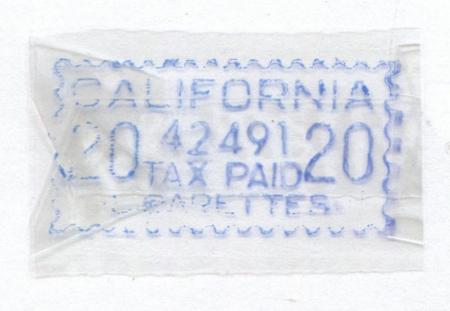 CALIFORNIA
20 42491 20
TAX PAID
CIGARETTES